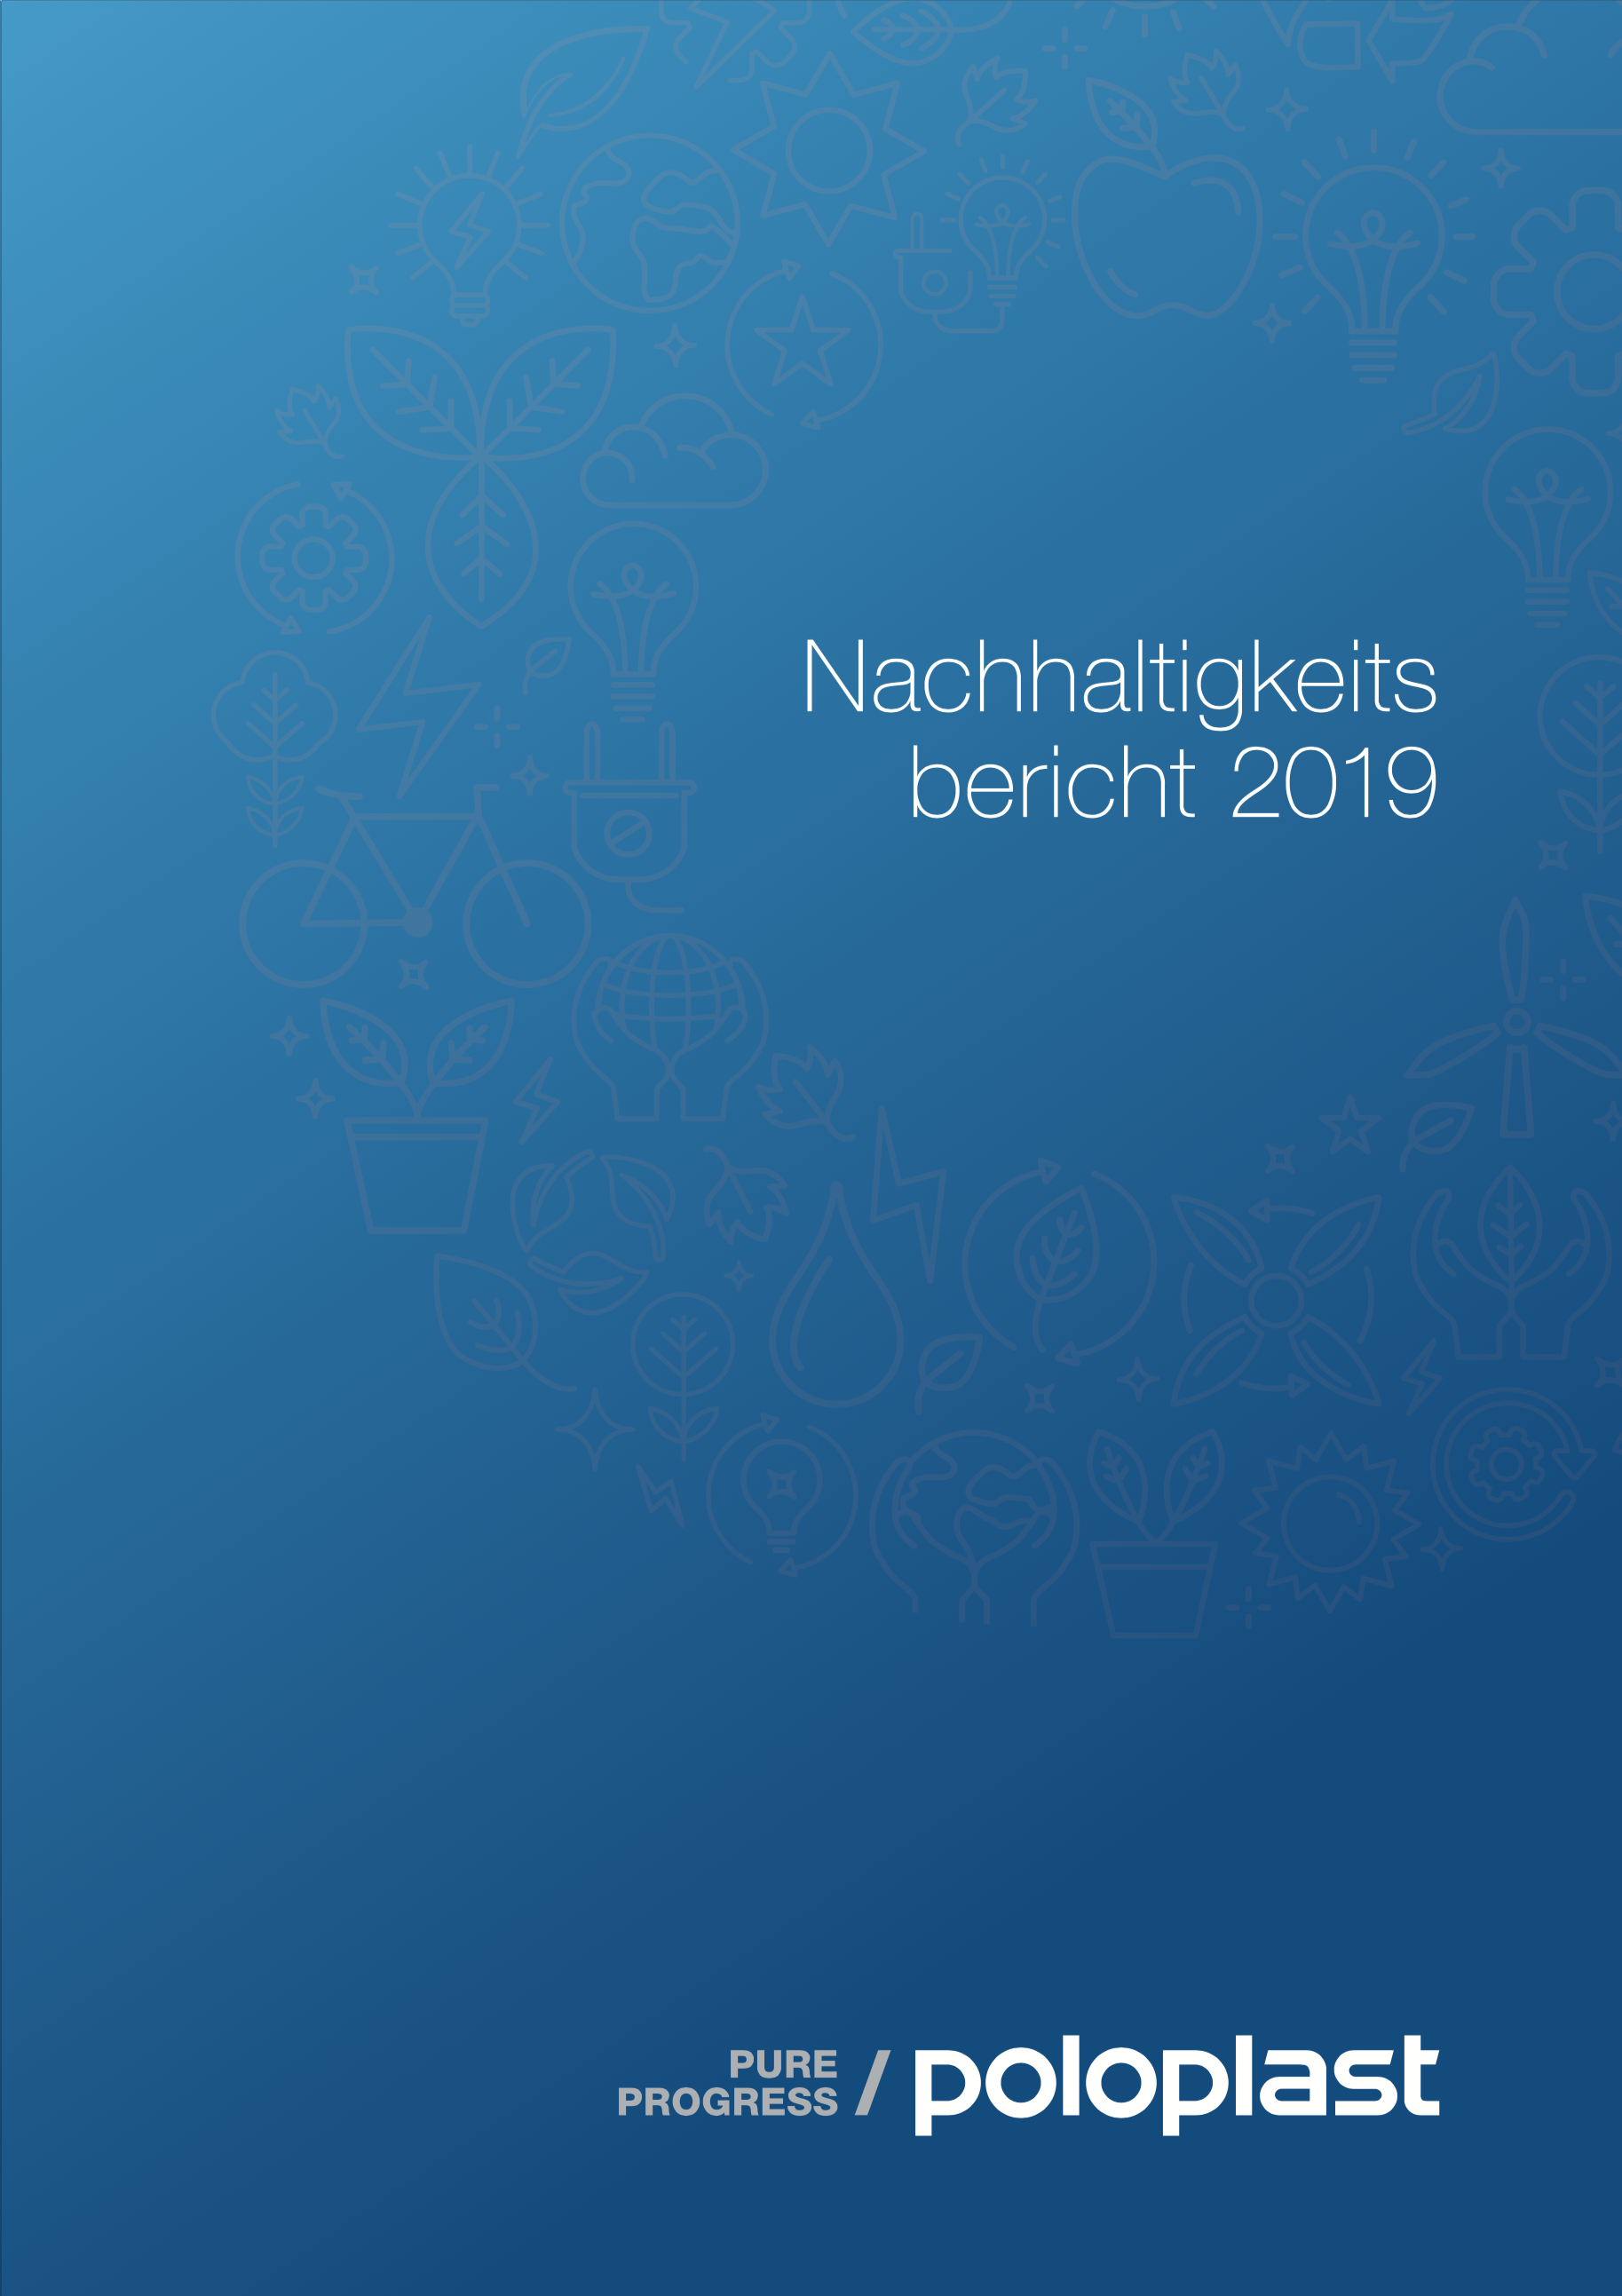 Nachhaltigkeits
bericht 2019
PURE
PROGRESS / poloplast